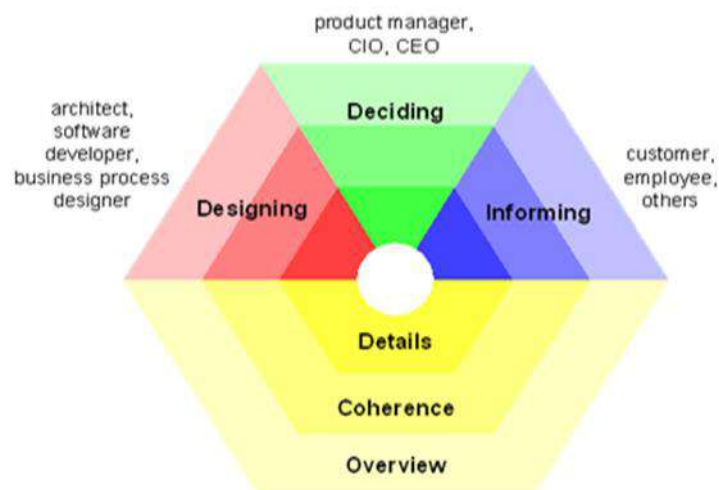 product manager,
CIO, CEO
Deciding
architect,
software
developer,
business process
designer
customer,
employee,
others
Designing
Informing
Details
Coherence
Overview